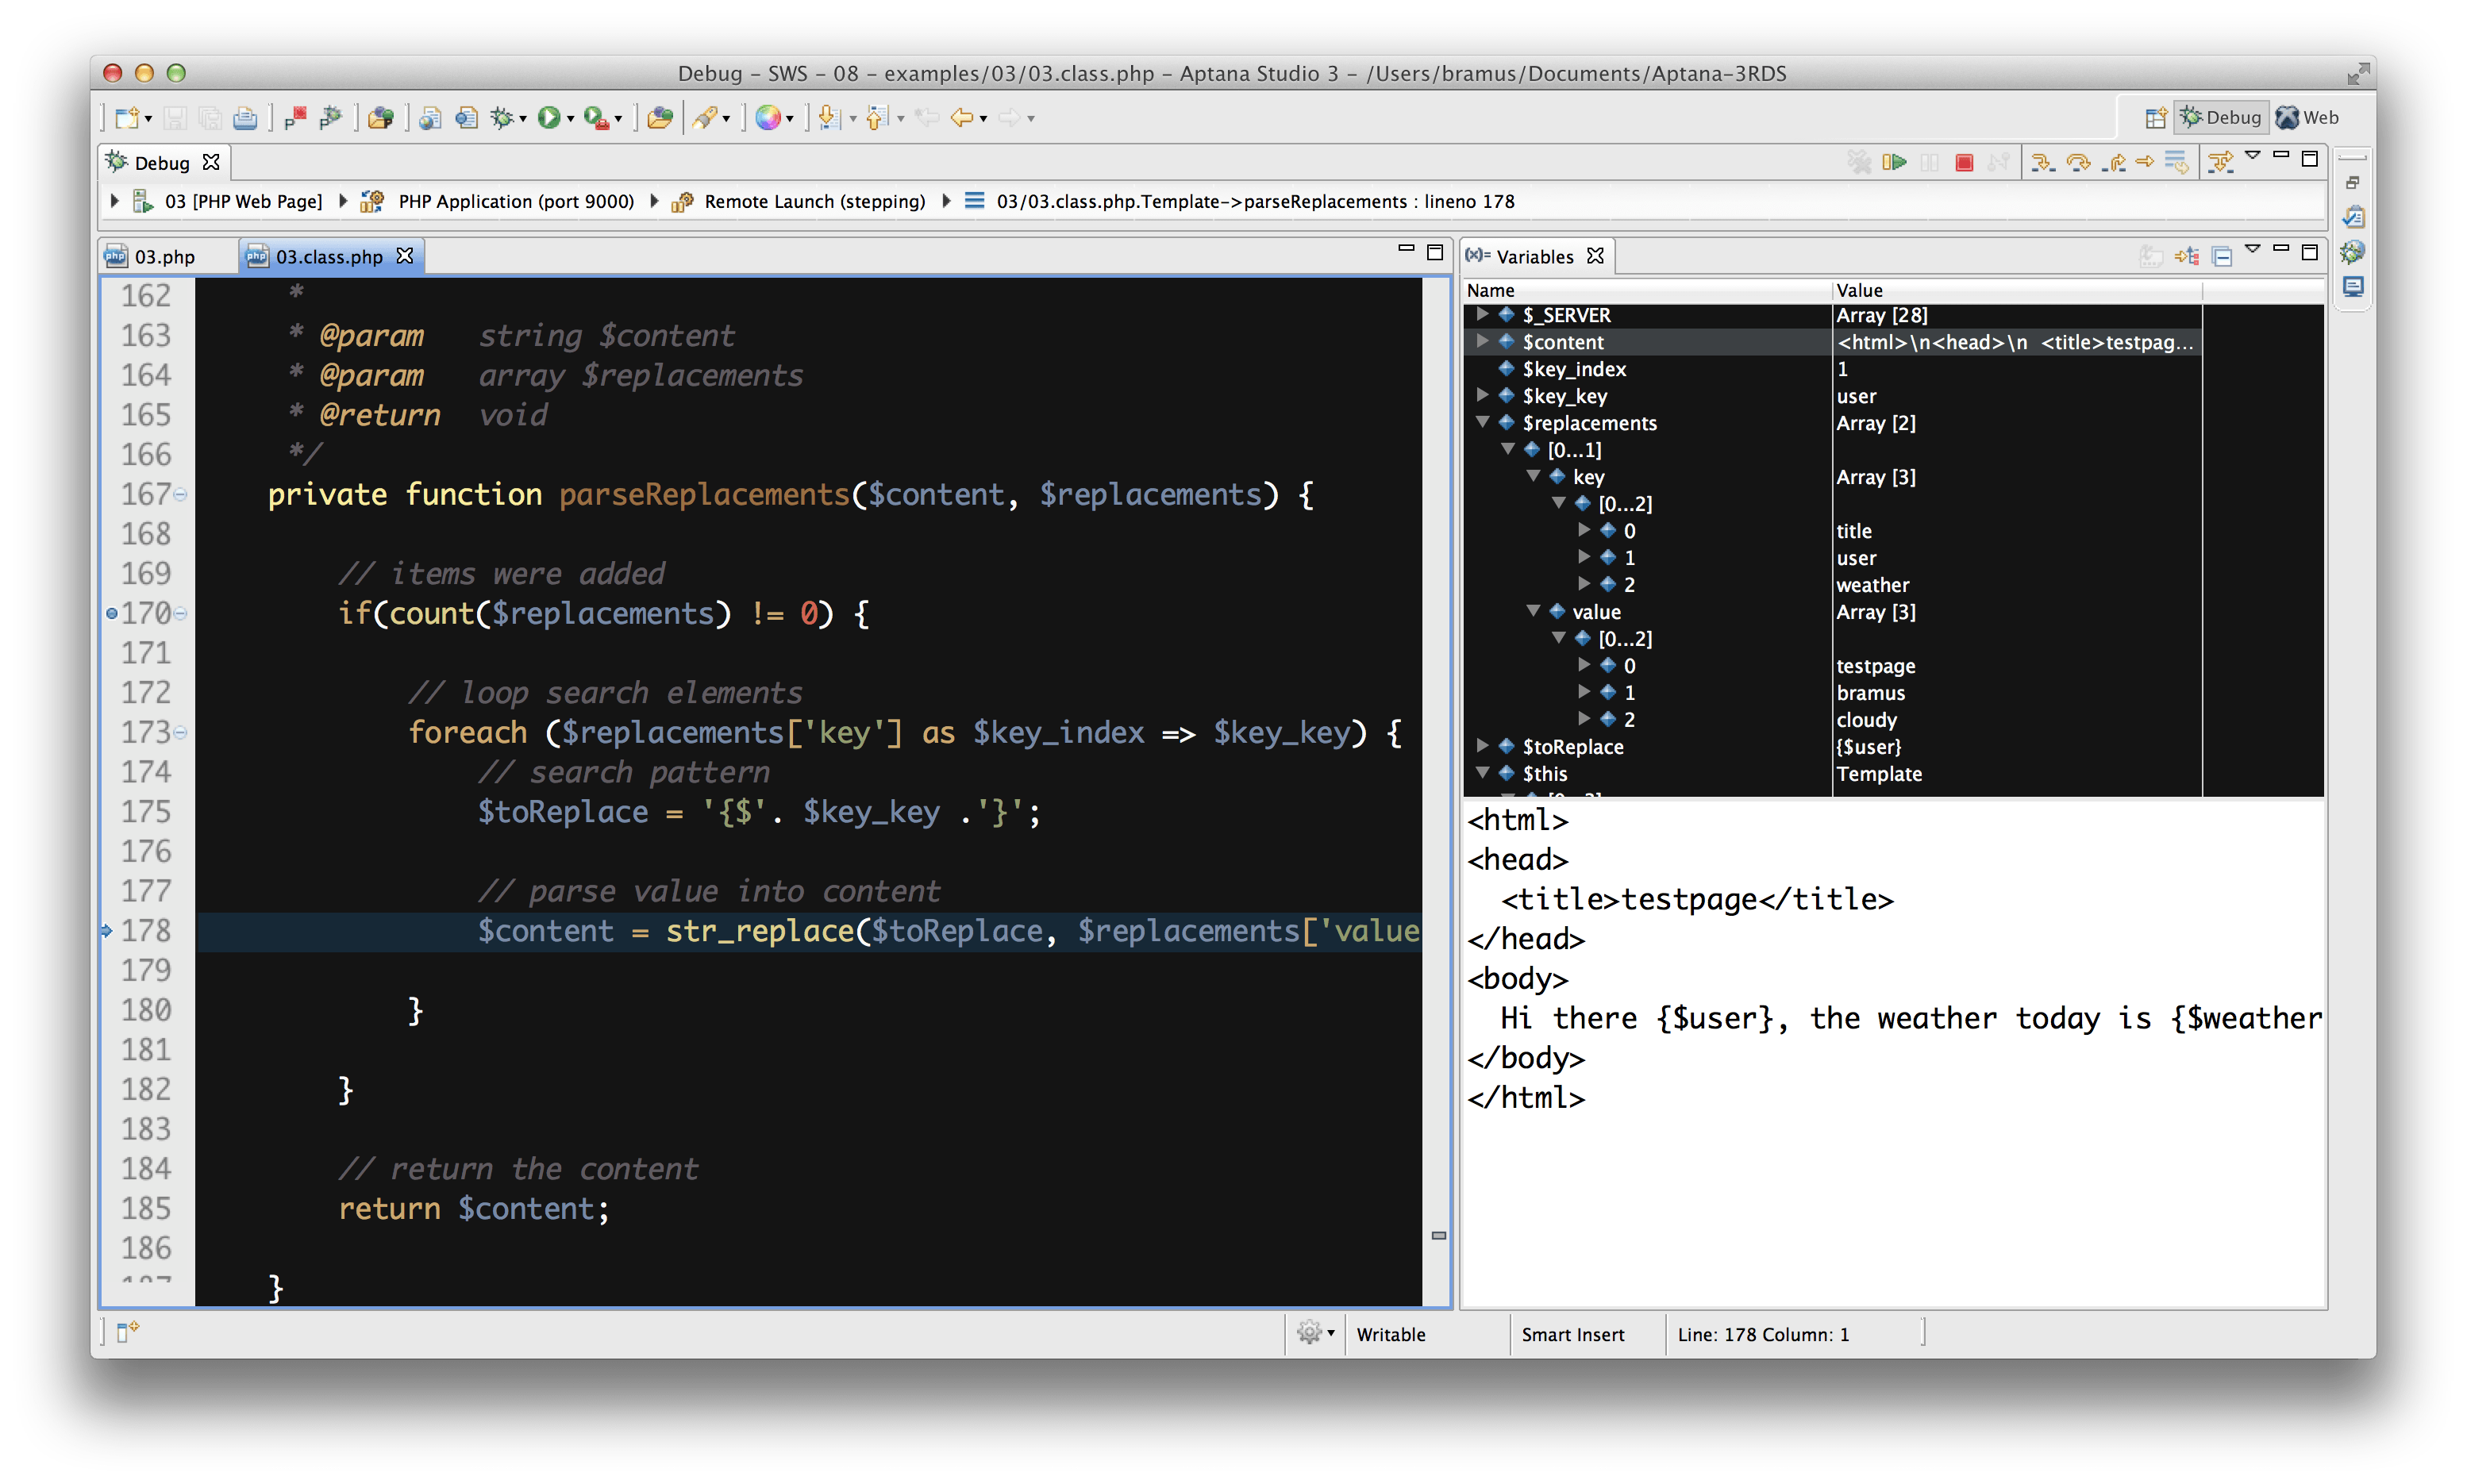 Debug – SWS – 08 – examples/03/03.class.php – Aptana Studio 3 – /Users/bramus/Documents/Aptana-3RDS
Debug Web
Debug
03 [PHP Web Page] PHP Application (port 9000) Remote Launch (stepping) 03/03.class.php.Template->parseReplacements : lineno 178
03.php 03.class.php
162 *
163 * @param string $content
164 * @param array $replacements
165 * @return void
166 */
167 private function parseReplacements($content, $replacements) {
168
169 // items were added
170 if(count($replacements) != 0) {
171
172 // loop search elements
173 foreach ($replacements['key'] as $key_index => $key_key) {
174 // search pattern
175 $toReplace = '{$'. $key_key .'}';
176
177 // parse value into content
178 $content = str_replace($toReplace, $replacements['value
179
180 }
181
182 }
183
184 // return the content
185 return $content;
186
187 }
(x)= Variables
Name Value
$_SERVER Array [28]
$content <html>\n<head>\n <title>testpag...
$key_index 1
$key_key user
$replacements Array [2]
[0...1]
key Array [3]
[0...2]
0 title
1 user
2 weather
value Array [3]
[0...2]
0 testpage
1 bramus
2 cloudy
$toReplace {$user}
$this Template
<html>
<head>
<title>testpage</title>
</head>
<body>
Hi there {$user}, the weather today is {$weather
</body>
</html>
Writable Smart Insert Line: 178 Column: 1